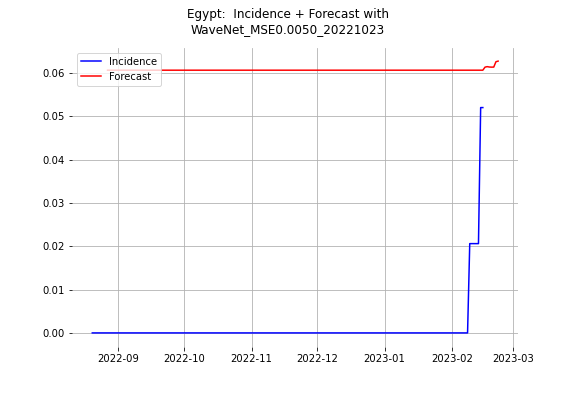 Egypt:  Incidence + Forecast with
WaveNet_MSE0.0050_20221023
Incidence
Forecast
0.06
0.05
0.04
0.03
0.02
0.01
0.00
2022-09 2022-10 2022-11 2022-12 2023-01 2023-02 2023-03